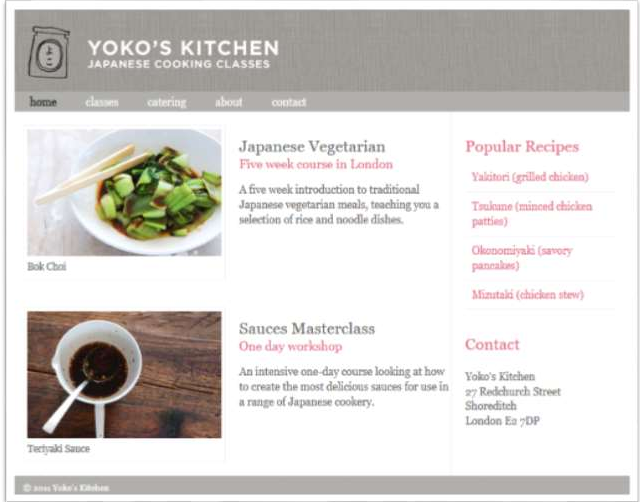 よこ
YOKO'S KITCHEN
JAPANESE COOKING CLASSES
home classes catering about contact
Bok Choi
Japanese Vegetarian
Five week course in London
A five week introduction to traditional
Japanese vegetarian meals, teaching you a
selection of rice and noodle dishes.
Teriyaki Sauce
Sauces Masterclass
One day workshop
An intensive one-day course looking at how
to create the most delicious sauces for use in
a range of Japanese cookery.
Popular Recipes
Yakitori (grilled chicken)
Tsukune (minced chicken
patties)
Okonomiyaki (savory
pancakes)
Mizutaki (chicken stew)
Contact
Yoko's Kitchen
27 Redchurch Street
Shoreditch
London E2 7DP
© 2011 Yoko's Kitchen